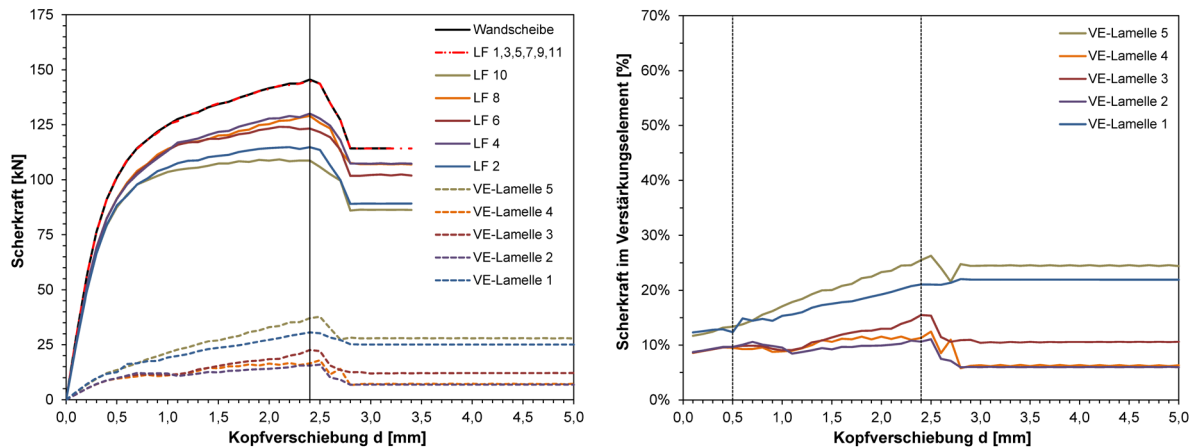 175
150
125
100
75
50
25
0
Scherkraft [kN]
0,0 0,5 1,0 1,5 2,0 2,5 3,0 3,5 4,0 4,5 5,0
Kopfverschiebung d [mm]
Wandscheibe
LF 1,3,5,7,9,11
LF 10
LF 8
LF 6
LF 4
LF 2
VE-Lamelle 5
VE-Lamelle 4
VE-Lamelle 3
VE-Lamelle 2
VE-Lamelle 1
70%
60%
50%
40%
30%
20%
10%
0%
Scherkraft im Verstärkungselement [%]
0,0 0,5 1,0 1,5 2,0 2,5 3,0 3,5 4,0 4,5 5,0
Kopfverschiebung d [mm]
VE-Lamelle 5
VE-Lamelle 4
VE-Lamelle 3
VE-Lamelle 2
VE-Lamelle 1